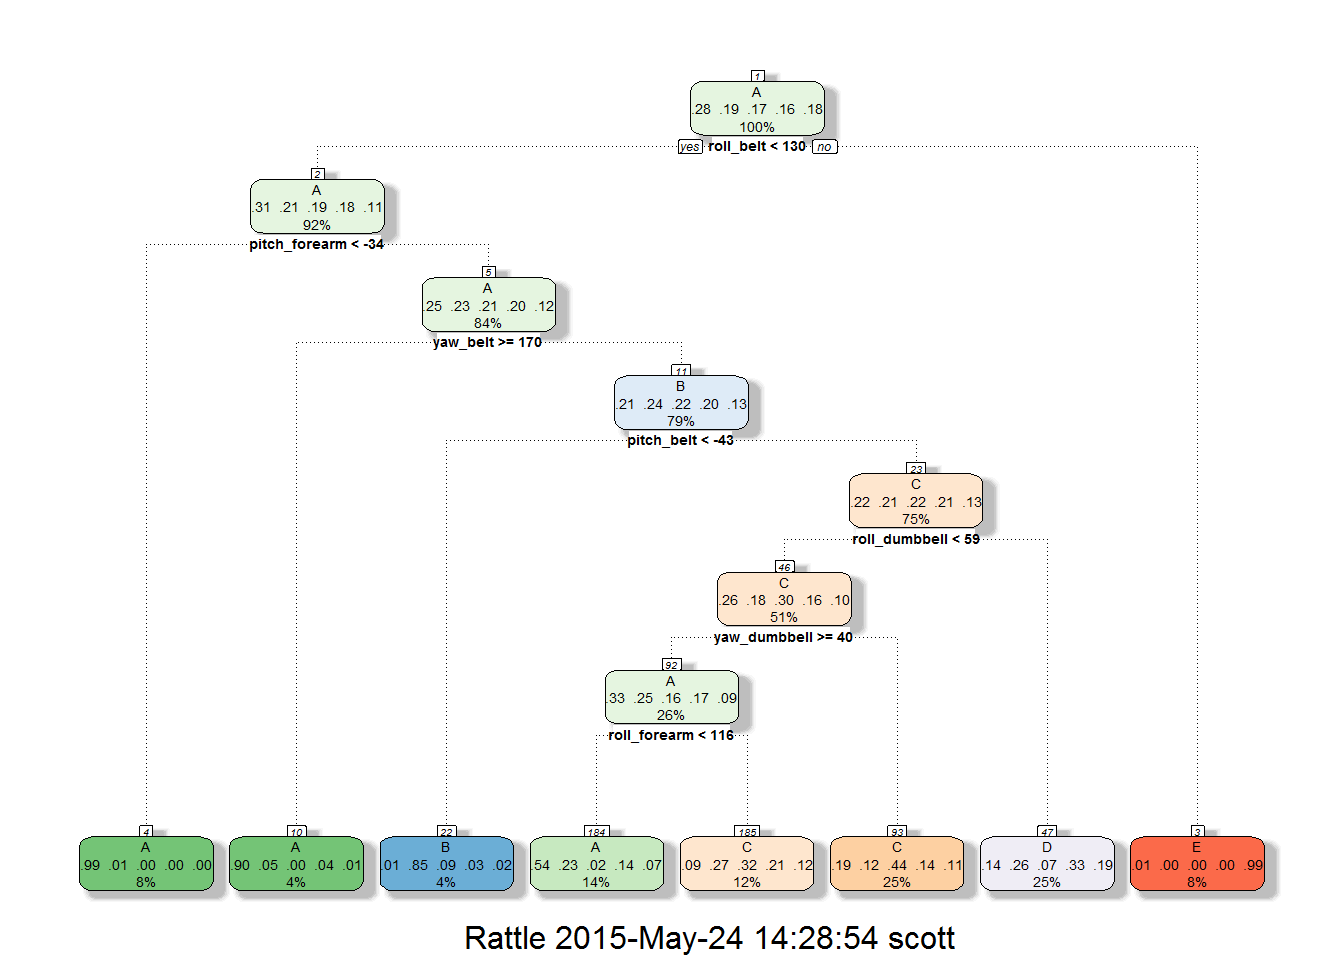 1
A
.28 .19 .17 .16 .18
100%
yes roll_belt < 130 no
2
A
.31 .21 .19 .18 .11
92%
pitch_forearm < -34
5
A
.25 .23 .21 .20 .12
84%
yaw_belt >= 170
11
B
.21 .24 .22 .20 .13
79%
pitch_belt < -43
23
C
.22 .21 .22 .21 .13
75%
roll_dumbbell < 59
46
C
.26 .18 .30 .16 .10
51%
yaw_dumbbell >= 40
92
A
.33 .25 .16 .17 .09
26%
roll_forearm < 116
4
A
.99 .01 .00 .00 .00
8%
10
A
.90 .05 .00 .04 .01
4%
22
B
.01 .85 .09 .03 .02
4%
184
A
.54 .23 .02 .14 .07
14%
185
C
.09 .27 .32 .21 .12
12%
93
C
.19 .12 .44 .14 .11
25%
47
D
.14 .26 .07 .33 .19
25%
3
E
.01 .00 .00 .00 .99
8%
Rattle 2015-May-24 14:28:54 scott